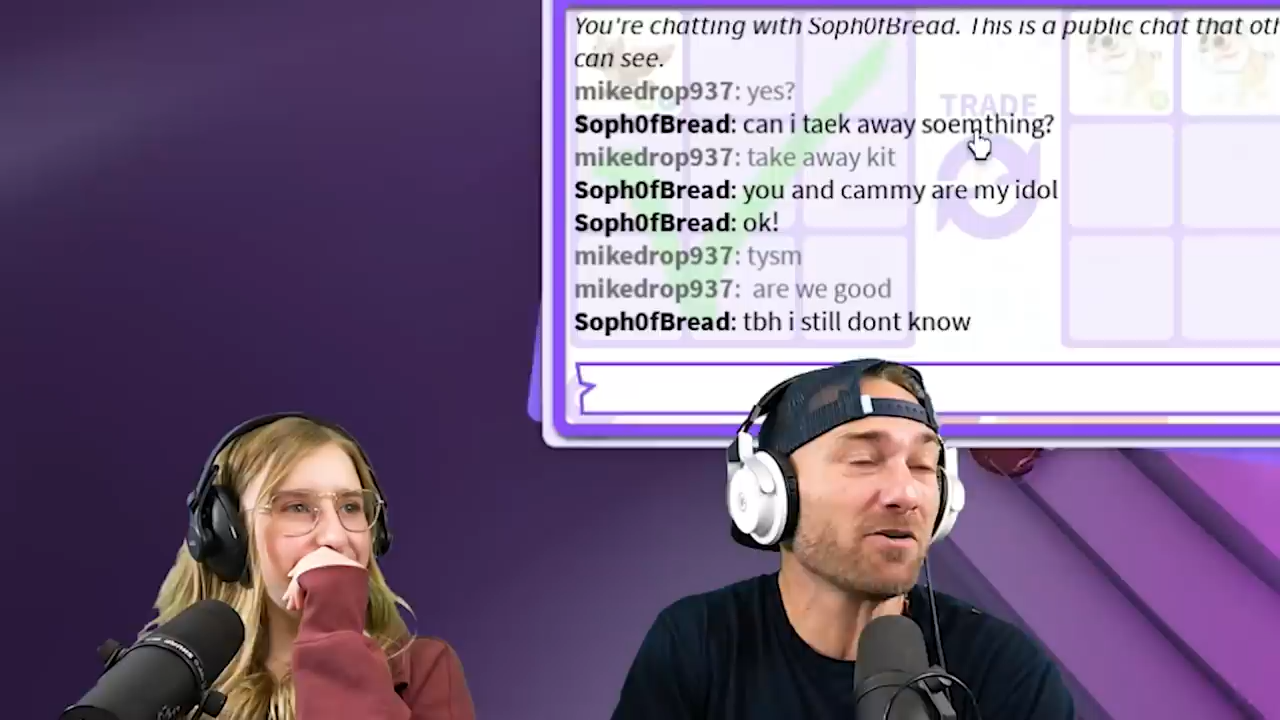 You're chatting with Soph0fBread. This is a public chat that oth
can see.
mikedrop937: yes?
TRADE
Soph0fBread: can i taek away soemthing?
mikedrop937: take away kit
Soph0fBread: you and cammy are my idol
Soph0fBread: ok!
mikedrop937: tysm
mikedrop937: are we good
Soph0fBread: tbh i still dont know